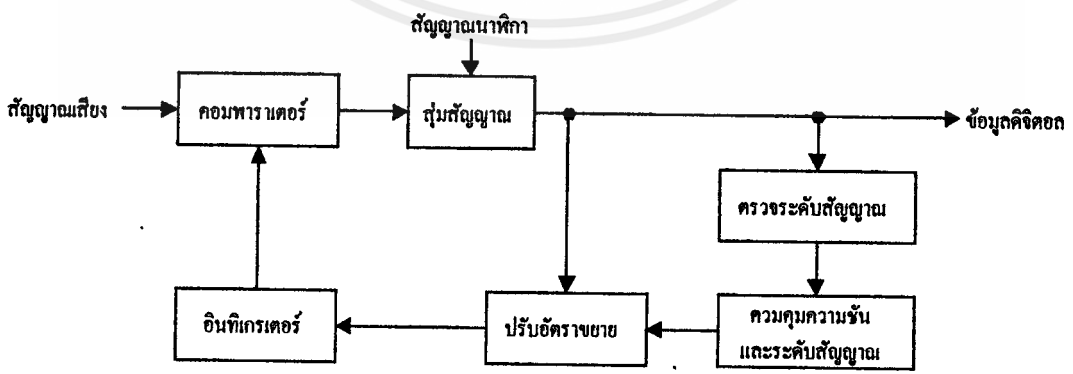 สัญญาณนาฬิกา
สัญญาณเสียง
คอมพาราเตอร์
สุ่มสัญญาณ
ข้อมูลดิจิตอล
ตรวจระดับสัญญาณ
อินทิเกรเตอร์
ปรับอัตราขยาย
ควมคุมความชัน
และระดับสัญญาณ